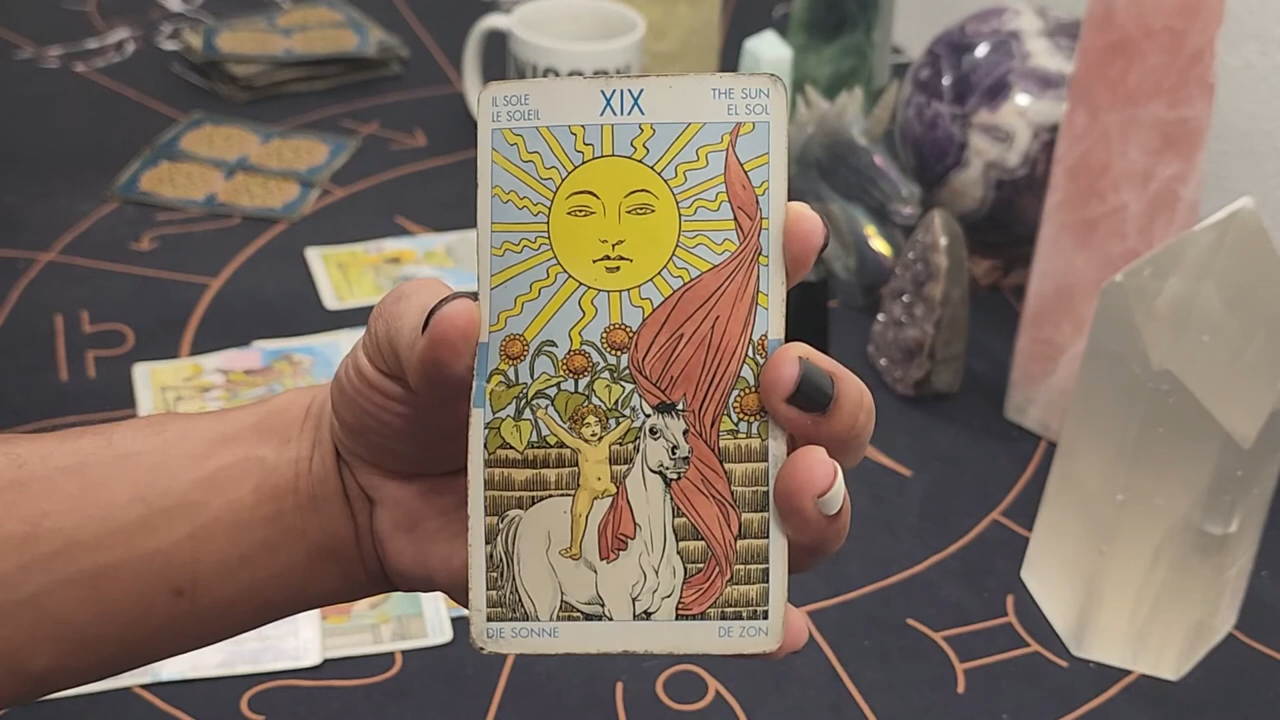 IL SOLE
LE SOLEIL
XIX
THE SUN
EL SOL
DIE SONNE
DE ZON